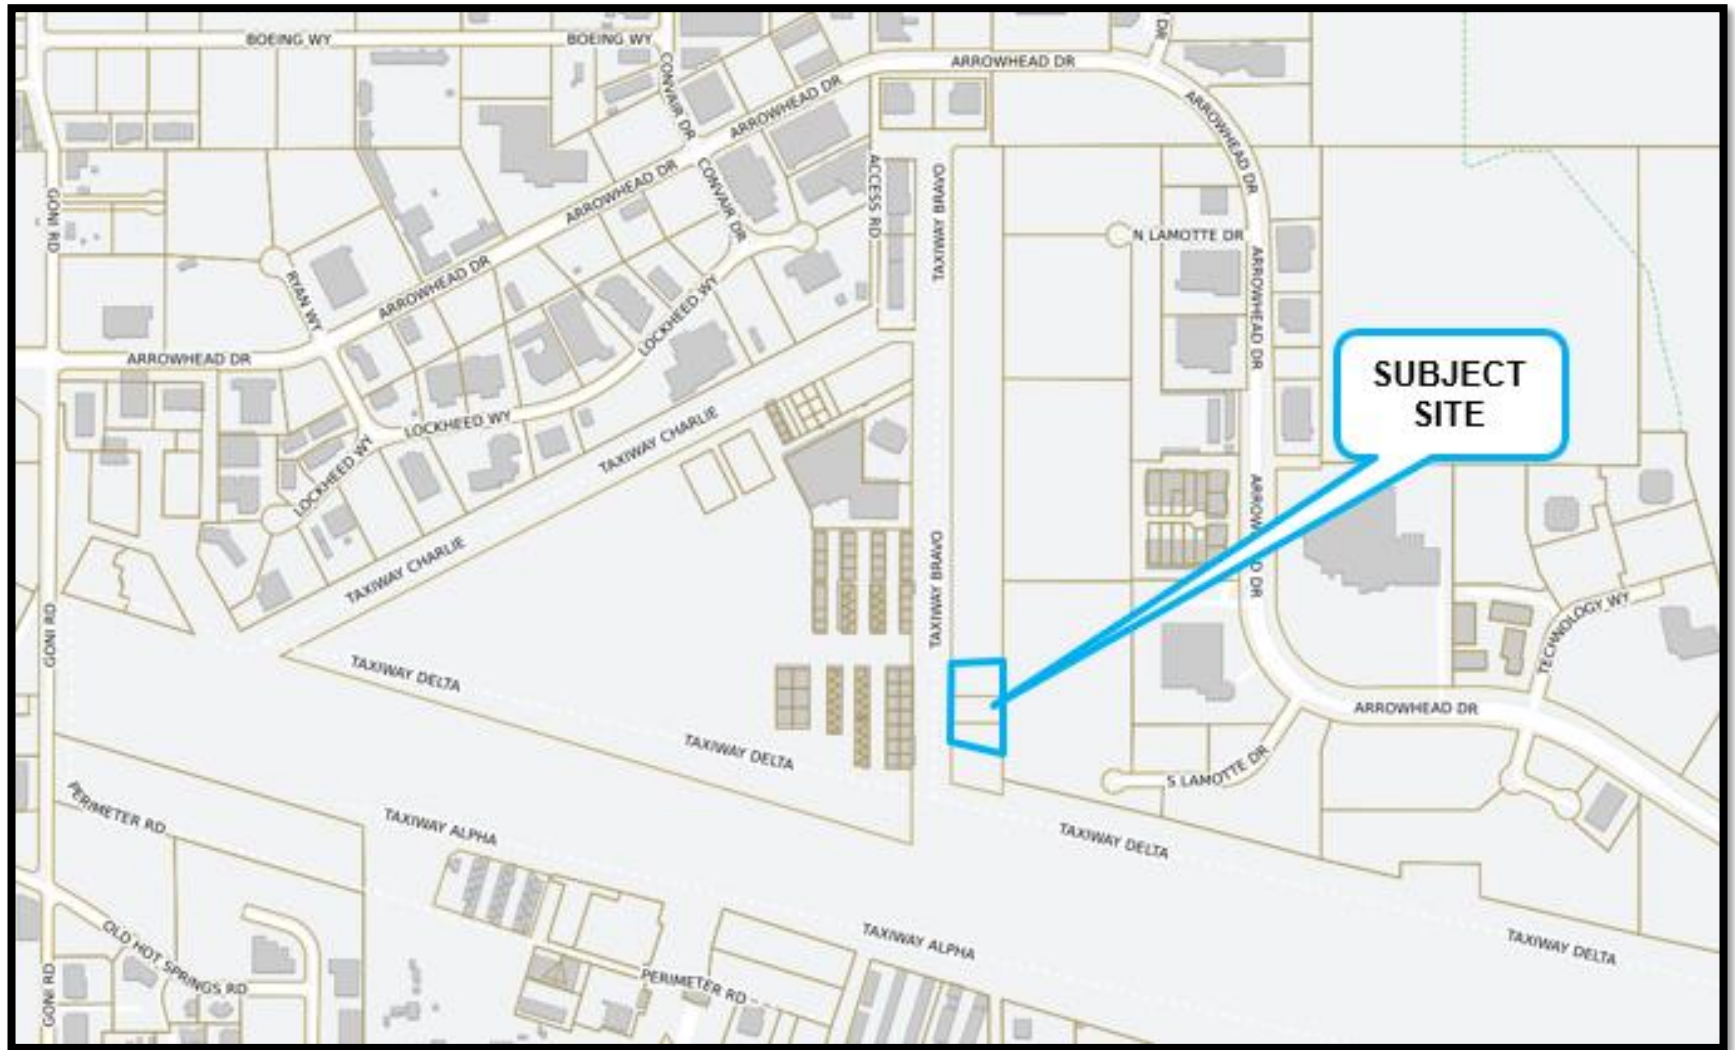 BOEING WY
BOEING WY
ARROWHEAD DR
DR
CONVAIR DR
ARROWHEAD DR
ARROWHEAD DR
GONI RD
ARROWHEAD DR
CONVAIR DR
ACCESS RD
TAXIWAY BRAVO
N LAMOTTE DR
RYAN WY
ARROWHEAD DR
LOCKHEED WY
ARROWHEAD DR
ARROWHEAD DR
SUBJECT
SITE
LOCKHEED WY
TAXIWAY CHARLIE
LOCKHEED WY
TAXIWAY CHARLIE
TAXIWAY BRAVO
ARROW
D DR
GONI RD
TECHNOLOGY WY
TAXIWAY DELTA
ARROWHEAD DR
TAXIWAY DELTA
S LAMOTTE DR
PERIMETER RD
TAXIWAY ALPHA
TAXIWAY DELTA
OLD HOT SPRINGS RD
TAXIWAY ALPHA
TAXIWAY DELTA
PERIMETER RD
GONI RD